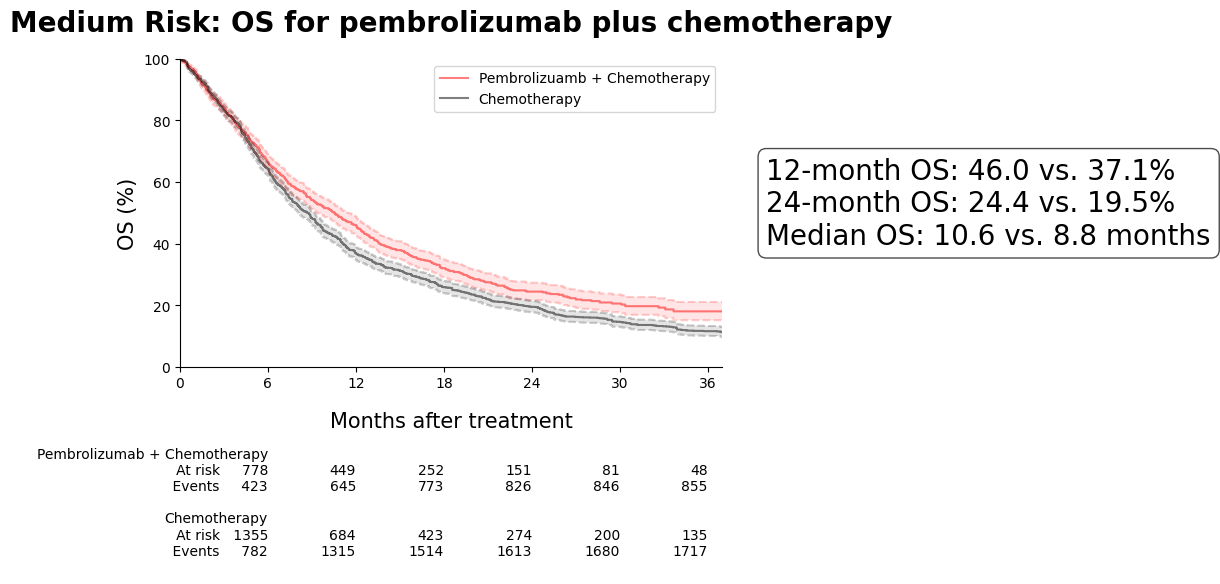 Medium Risk: OS for pembrolizumab plus chemotherapy
100
80
60
40
20
0
OS (%)
Pembrolizuamb + Chemotherapy
Chemotherapy
0 6 12 18 24 30 36
Months after treatment
12-month OS: 46.0 vs. 37.1%
24-month OS: 24.4 vs. 19.5%
Median OS: 10.6 vs. 8.8 months
Pembrolizumab + Chemotherapy
At risk 778 449 252 151 81 48
Events 423 645 773 826 846 855
Chemotherapy
At risk 1355 684 423 274 200 135
Events 782 1315 1514 1613 1680 1717